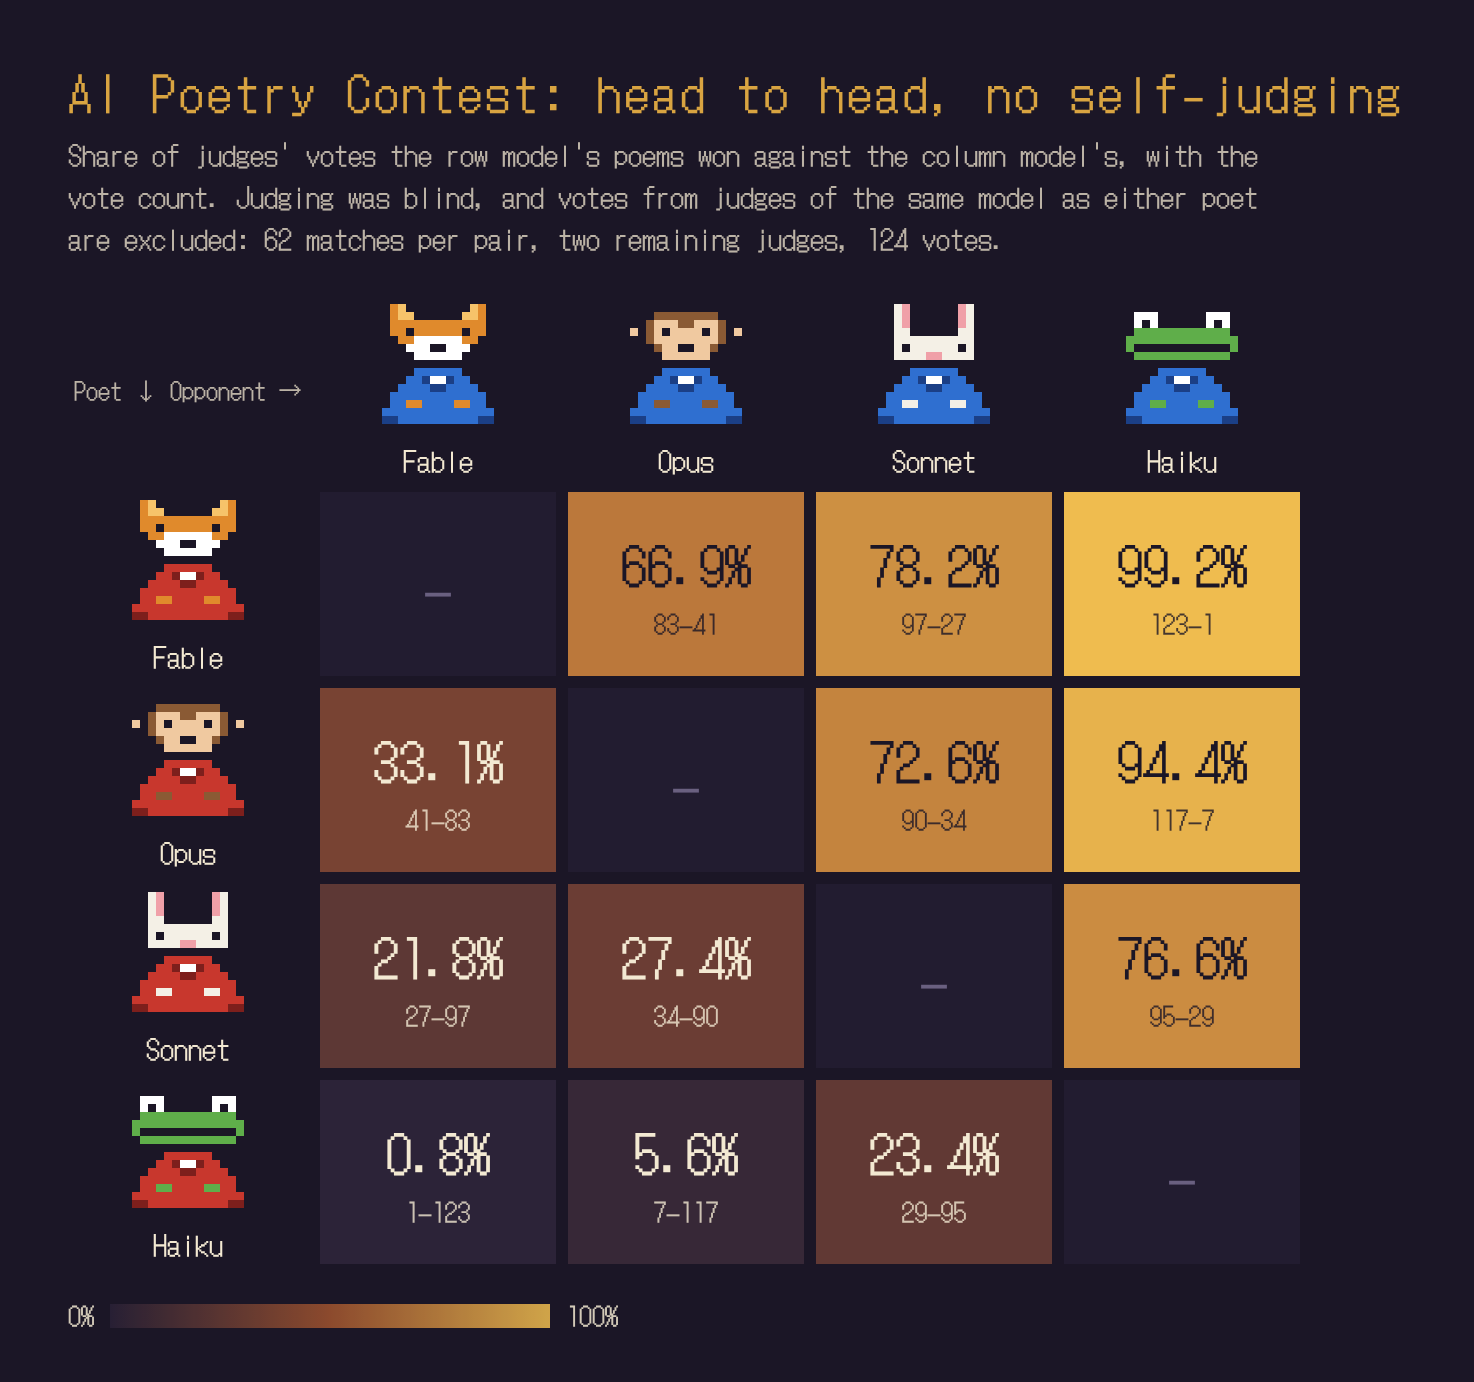 AI Poetry Contest: head to head, no self-judging
Share of judges' votes the row model's poems won against the column model's, with the
vote count. Judging was blind, and votes from judges of the same model as either poet
are excluded: 62 matches per pair, two remaining judges, 124 votes.
Poet ↓ Opponent →
Fable Opus Sonnet Haiku
Fable
– 66.9% 78.2% 99.2%
83–41 97–27 123–1
Opus
33.1% – 72.6% 94.4%
41–83 90–34 117–7
Sonnet
21.8% 27.4% – 76.6%
27–97 34–90 95–29
Haiku
0.8% 5.6% 23.4% –
1–123 7–117 29–95
0% 100%